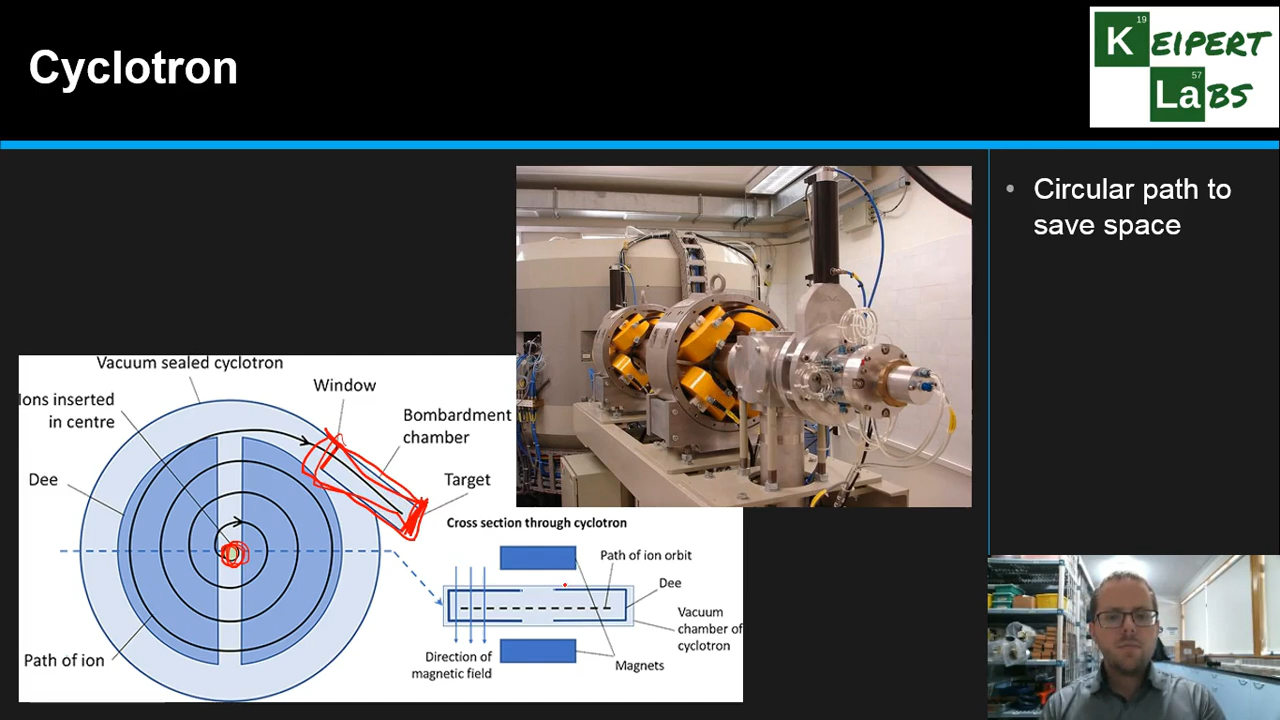 Cyclotron
19
K EIPERT
57
La BS
Circular path to
save space
Vacuum sealed cyclotron
Ions inserted
in centre
Window
Bombardment
chamber
Dee
Target
Path of ion
Cross section through cyclotron
Path of ion orbit
Dee
Vacuum
chamber of
cyclotron
Direction of
magnetic field
Magnets